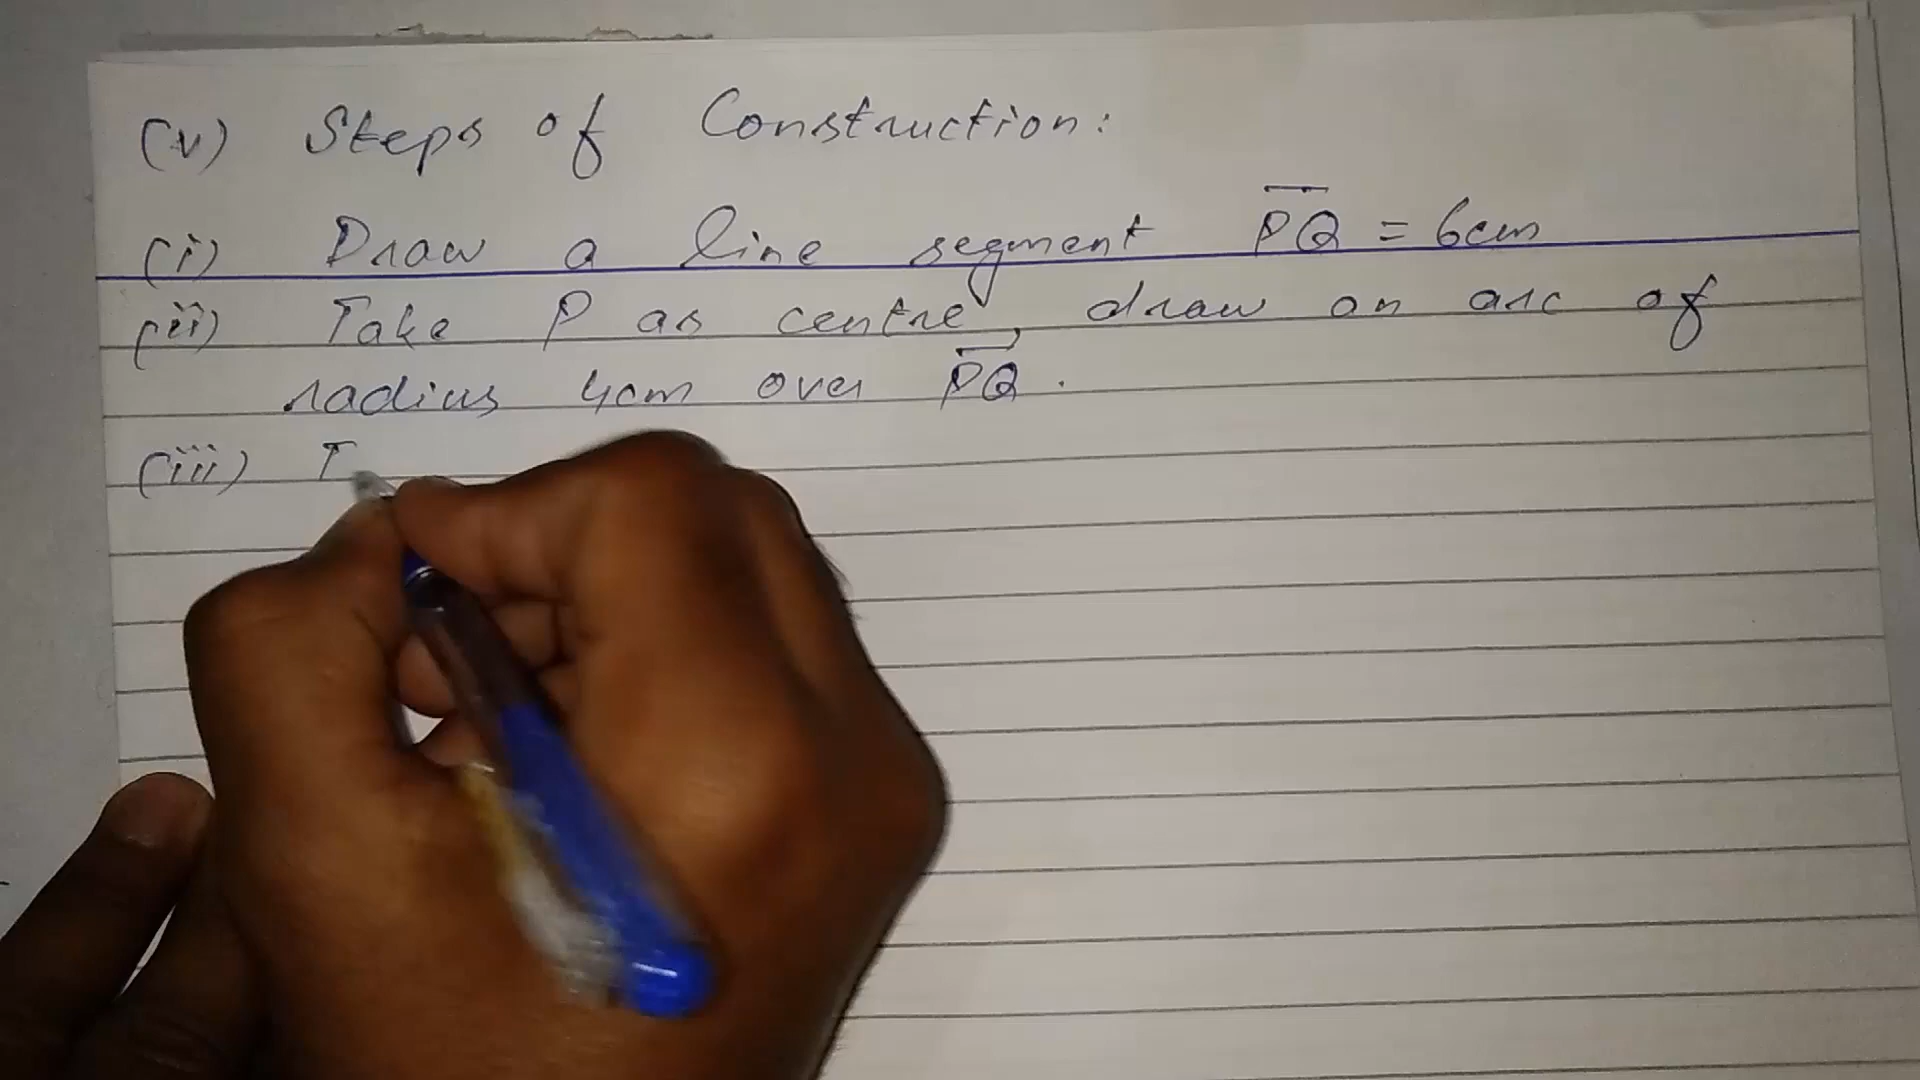 (v) Steps of Construction:
(i) Draw a line segment P̅Q̅ = 6cm
(ii) Take P as centre, draw an arc of
radius 4cm over P̅Q̅.
(iii) T